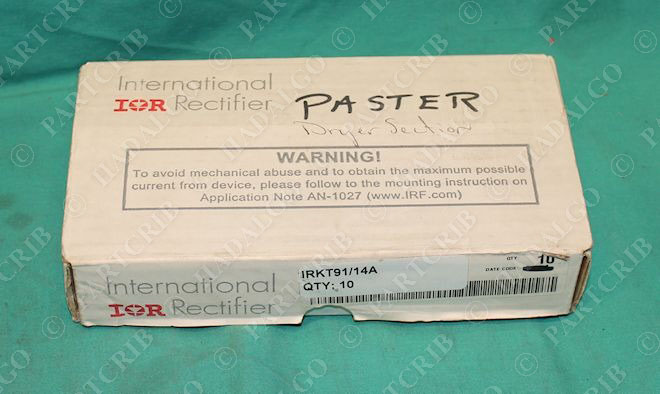 International
IOR Rectifier
PASTER
Dryer Section
WARNING!
To avoid mechanical abuse and to obtain the maximum possible
current from device, please follow to the mounting instruction on
Application Note AN-1027 (www.IRF.com)
International
IOR Rectifier
IRKT91/14A
QTY: 10
QTY
10
DATE CODE
© PARTCRIB
© ILADALGO